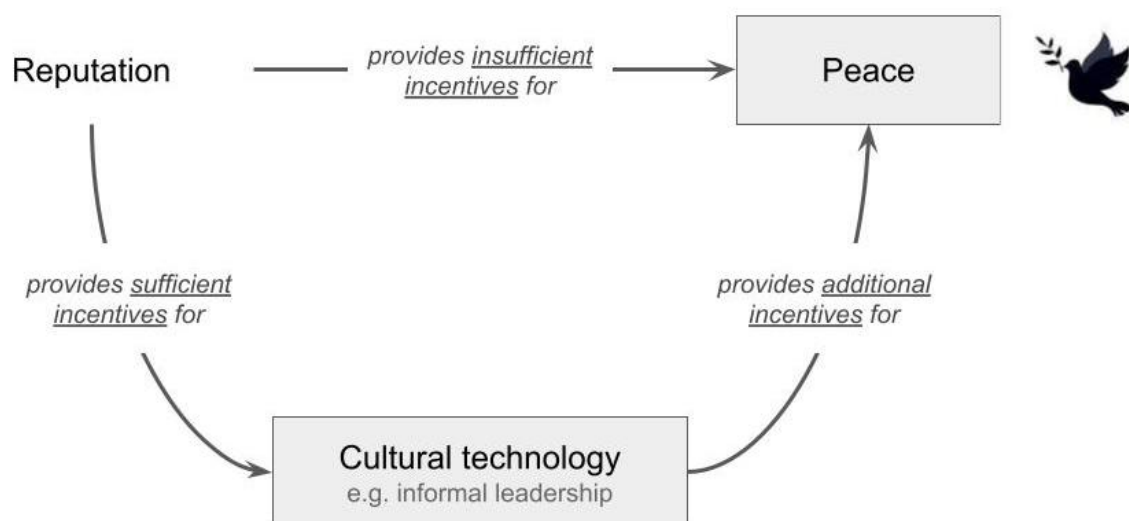 provides insufficient
incentives for
Reputation
Peace
provides sufficient
incentives for
provides additional
incentives for
Cultural technology
e.g. informal leadership